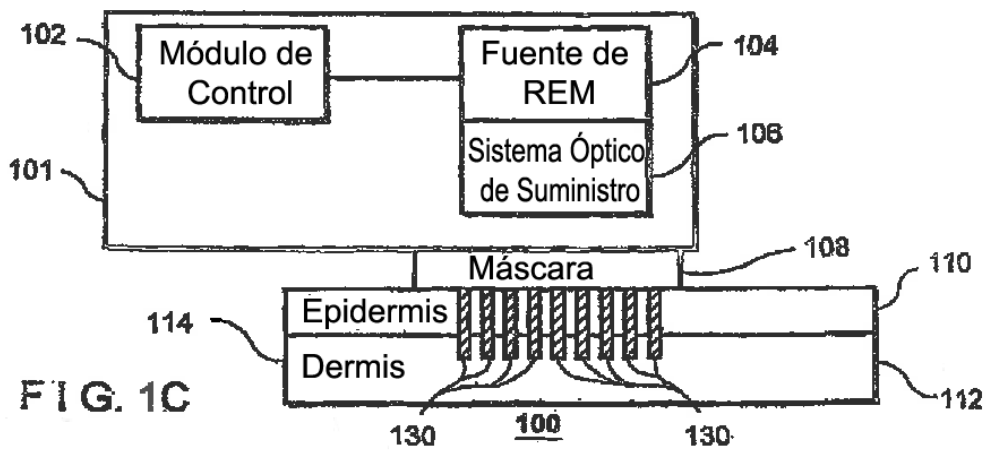 102
Módulo de
Control
Fuente de
REM
104
Sistema Óptico
de Suministro
106
101
Máscara
108
110
Epidermis
114
Dermis
112
FIG. 1C
130
100
130